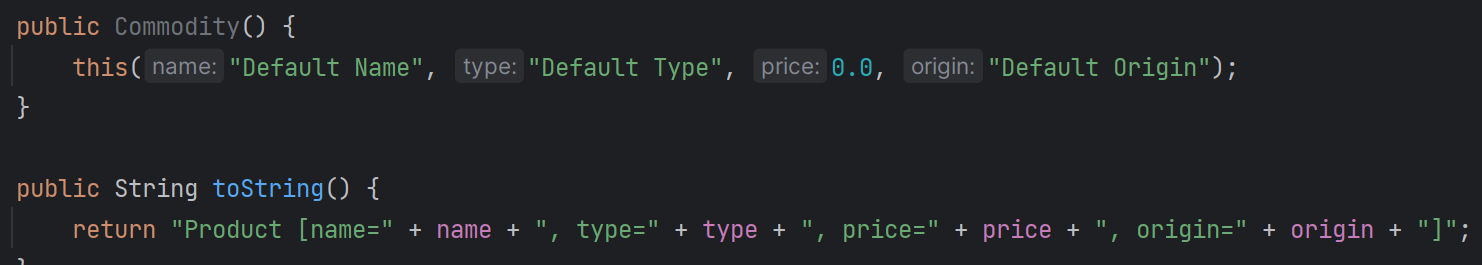 public Commodity() {
this( name: "Default Name", type: "Default Type", price: 0.0, origin: "Default Origin");
}
public String toString() {
return "Product [name=" + name + ", type=" + type + ", price=" + price + ", origin=" + origin + "]";
}